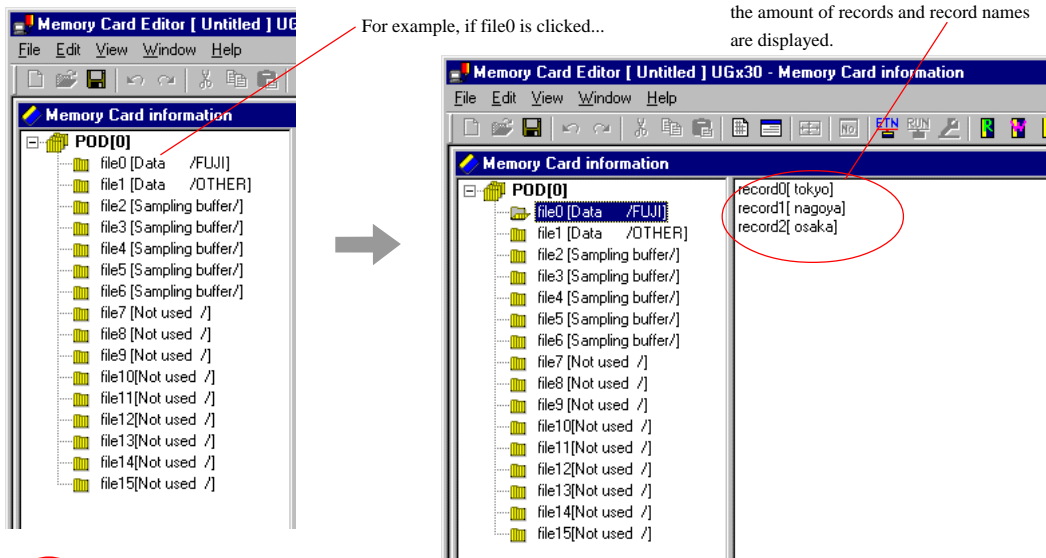 Memory Card Editor [ Untitled ] UG
File Edit View Window Help
Memory Card information
POD[0]
file0 [Data /FUJI]
file1 [Data /OTHER]
file2 [Sampling buffer/]
file3 [Sampling buffer/]
file4 [Sampling buffer/]
file5 [Sampling buffer/]
file6 [Sampling buffer/]
file7 [Not used /]
file8 [Not used /]
file9 [Not used /]
file10[Not used /]
file11[Not used /]
file12[Not used /]
file13[Not used /]
file14[Not used /]
file15[Not used /]
For example, if file0 is clicked...
the amount of records and record names
are displayed.
Memory Card Editor [ Untitled ] UGx30 - Memory Card information
File Edit View Window Help
NO ETN RUN R
Memory Card information
POD[0]
file0 [Data /FUJI]
file1 [Data /OTHER]
file2 [Sampling buffer/]
file3 [Sampling buffer/]
file4 [Sampling buffer/]
file5 [Sampling buffer/]
file6 [Sampling buffer/]
file7 [Not used /]
file8 [Not used /]
file9 [Not used /]
file10[Not used /]
file11[Not used /]
file12[Not used /]
file13[Not used /]
file14[Not used /]
file15[Not used /]
record0[ tokyo]
record1[ nagoya]
record2[ osaka]